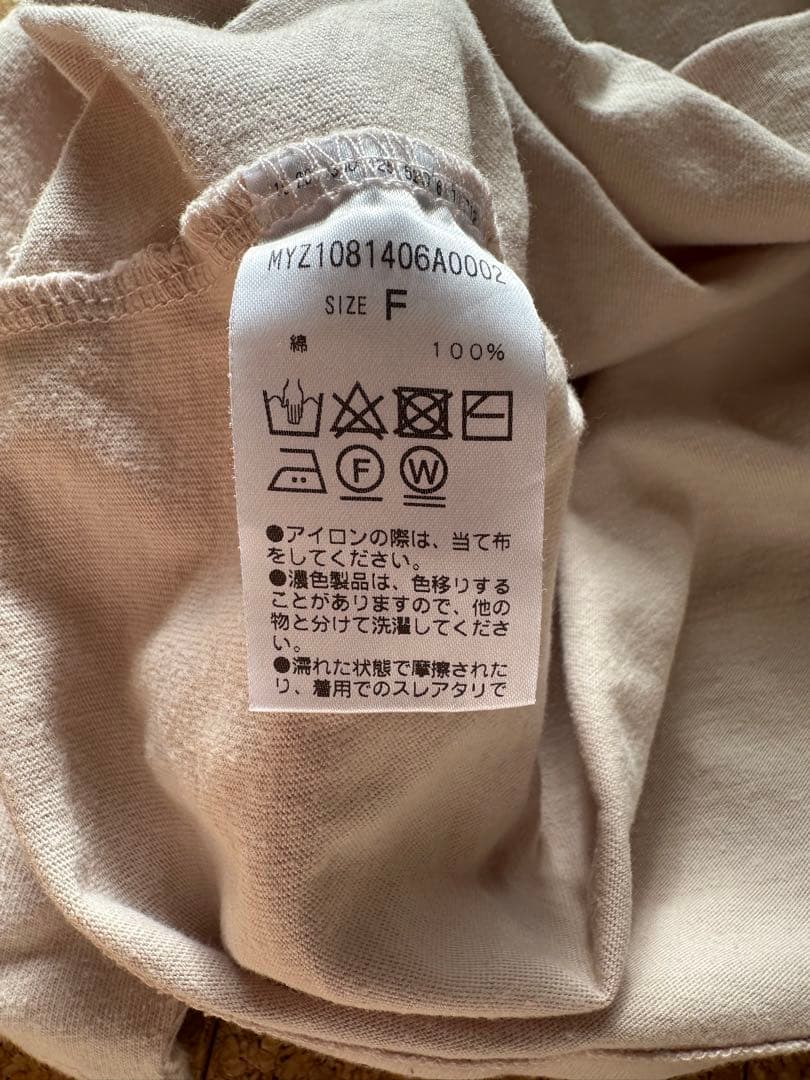 MYZ1081406A0002
SIZE F
綿 100%
F W
●アイロンの際は、当て布
をしてください。
●濃色製品は、色移りする
ことがありますので、他の
物と分けて洗濯してくださ
い。
●濡れた状態で摩擦された
り、着用でのスレアタリで